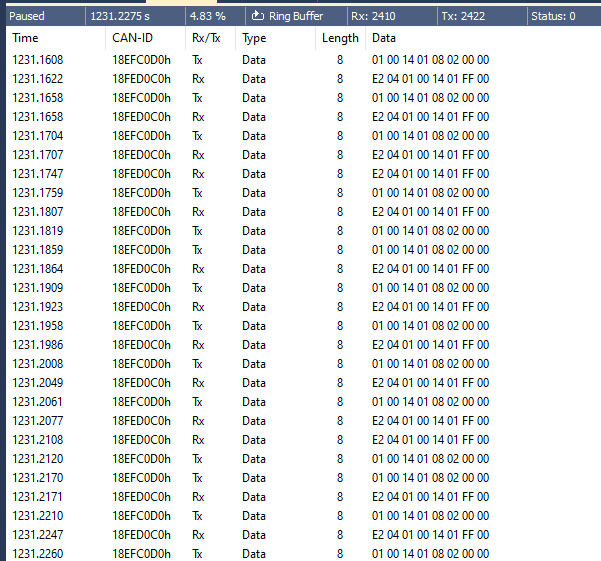 Paused 1231.2275 s 4.83 % Ring Buffer Rx: 2410 Tx: 2422 Status: 0
Time CAN-ID Rx/Tx Type Length Data
1231.1608 18EFC0D0h Tx Data 8 01 00 14 01 08 02 00 00
1231.1622 18FED0C0h Rx Data 8 E2 04 01 00 14 01 FF 00
1231.1658 18EFC0D0h Tx Data 8 01 00 14 01 08 02 00 00
1231.1658 18FED0C0h Rx Data 8 E2 04 01 00 14 01 FF 00
1231.1704 18EFC0D0h Tx Data 8 01 00 14 01 08 02 00 00
1231.1707 18FED0C0h Rx Data 8 E2 04 01 00 14 01 FF 00
1231.1747 18FED0C0h Rx Data 8 E2 04 01 00 14 01 FF 00
1231.1759 18EFC0D0h Tx Data 8 01 00 14 01 08 02 00 00
1231.1807 18FED0C0h Rx Data 8 E2 04 01 00 14 01 FF 00
1231.1819 18EFC0D0h Tx Data 8 01 00 14 01 08 02 00 00
1231.1859 18EFC0D0h Tx Data 8 01 00 14 01 08 02 00 00
1231.1864 18FED0C0h Rx Data 8 E2 04 01 00 14 01 FF 00
1231.1909 18EFC0D0h Tx Data 8 01 00 14 01 08 02 00 00
1231.1923 18FED0C0h Rx Data 8 E2 04 01 00 14 01 FF 00
1231.1958 18EFC0D0h Tx Data 8 01 00 14 01 08 02 00 00
1231.1986 18FED0C0h Rx Data 8 E2 04 01 00 14 01 FF 00
1231.2008 18EFC0D0h Tx Data 8 01 00 14 01 08 02 00 00
1231.2049 18FED0C0h Rx Data 8 E2 04 01 00 14 01 FF 00
1231.2061 18EFC0D0h Tx Data 8 01 00 14 01 08 02 00 00
1231.2077 18FED0C0h Rx Data 8 E2 04 01 00 14 01 FF 00
1231.2108 18FED0C0h Rx Data 8 E2 04 01 00 14 01 FF 00
1231.2120 18EFC0D0h Tx Data 8 01 00 14 01 08 02 00 00
1231.2170 18EFC0D0h Tx Data 8 01 00 14 01 08 02 00 00
1231.2171 18FED0C0h Rx Data 8 E2 04 01 00 14 01 FF 00
1231.2210 18EFC0D0h Tx Data 8 01 00 14 01 08 02 00 00
1231.2247 18FED0C0h Rx Data 8 E2 04 01 00 14 01 FF 00
1231.2260 18EFC0D0h Tx Data 8 01 00 14 01 08 02 00 00